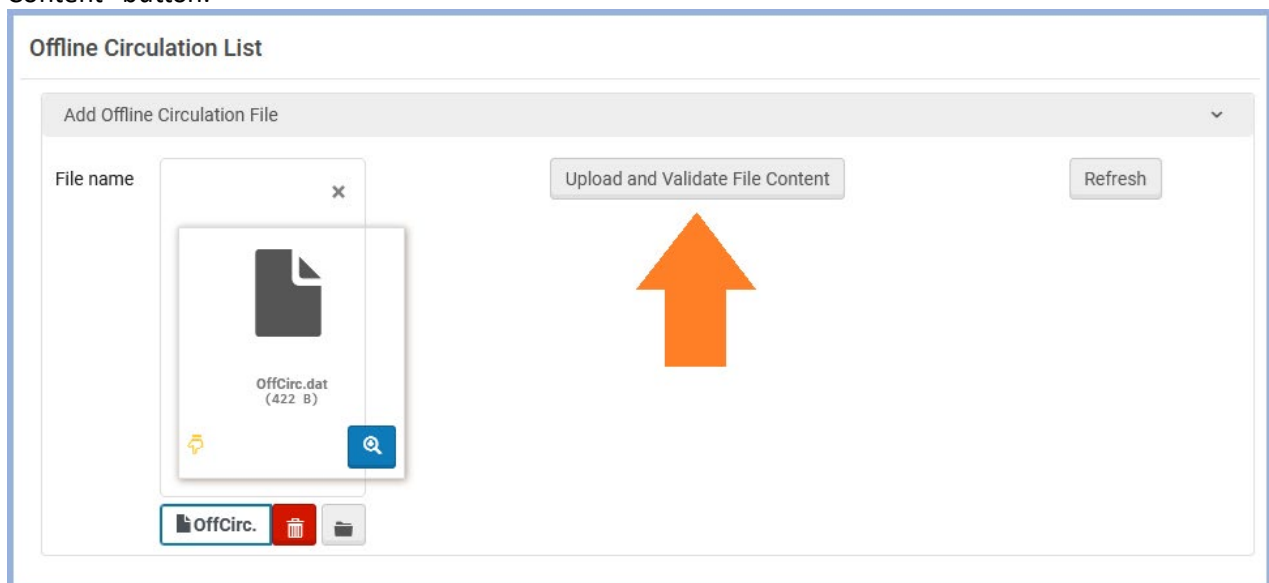 Content" button.
Offline Circulation List
Add Offline Circulation File
File name
Upload and Validate File Content
Refresh
OffCirc.dat
(422 B)
OffCirc.